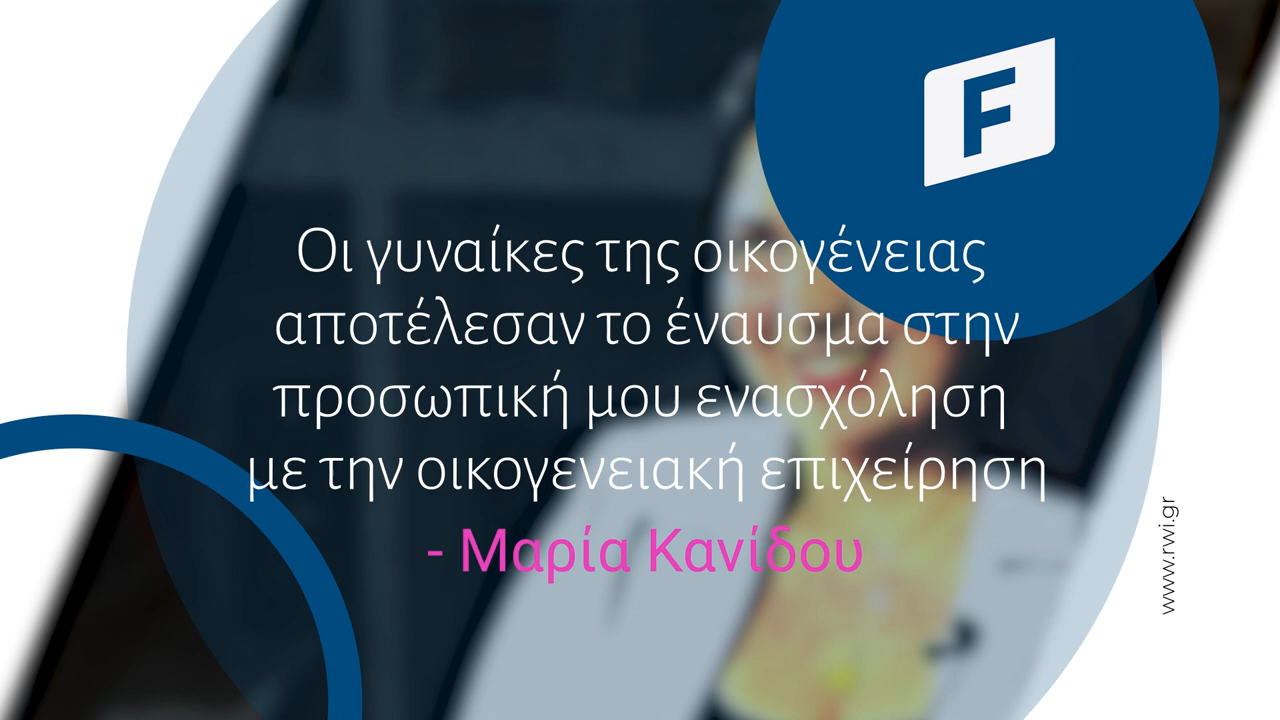 F
Οι γυναίκες της οικογένειας
αποτέλεσαν το έναυσμα στην
προσωπική μου ενασχόληση
με την οικογενειακή επιχείρηση
- Μαρία Κανίδου
www.rwi.gr